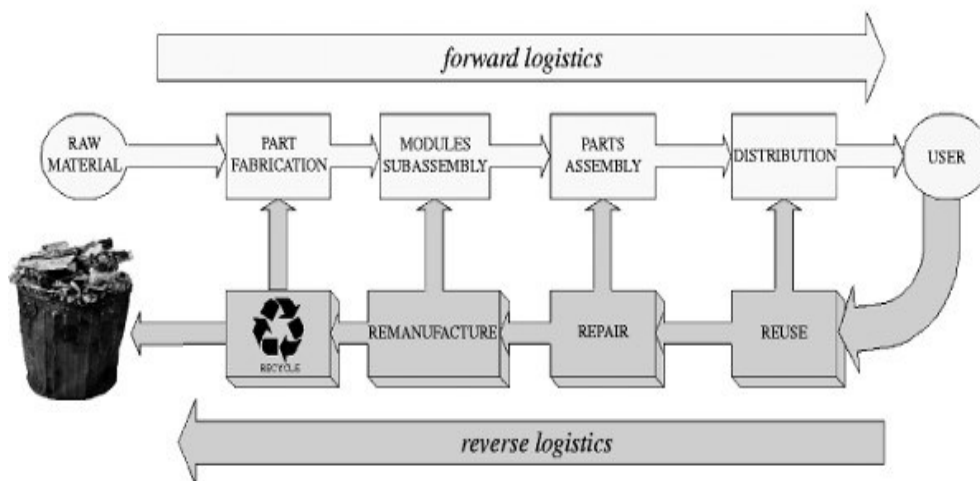 forward logistics
RAW
MATERIAL
PART
FABRICATION
MODULES
SUBASSEMBLY
PARTS
ASSEMBLY
DISTRIBUTION
USER
RECYCLE
REMANUFACTURE
REPAIR
REUSE
reverse logistics